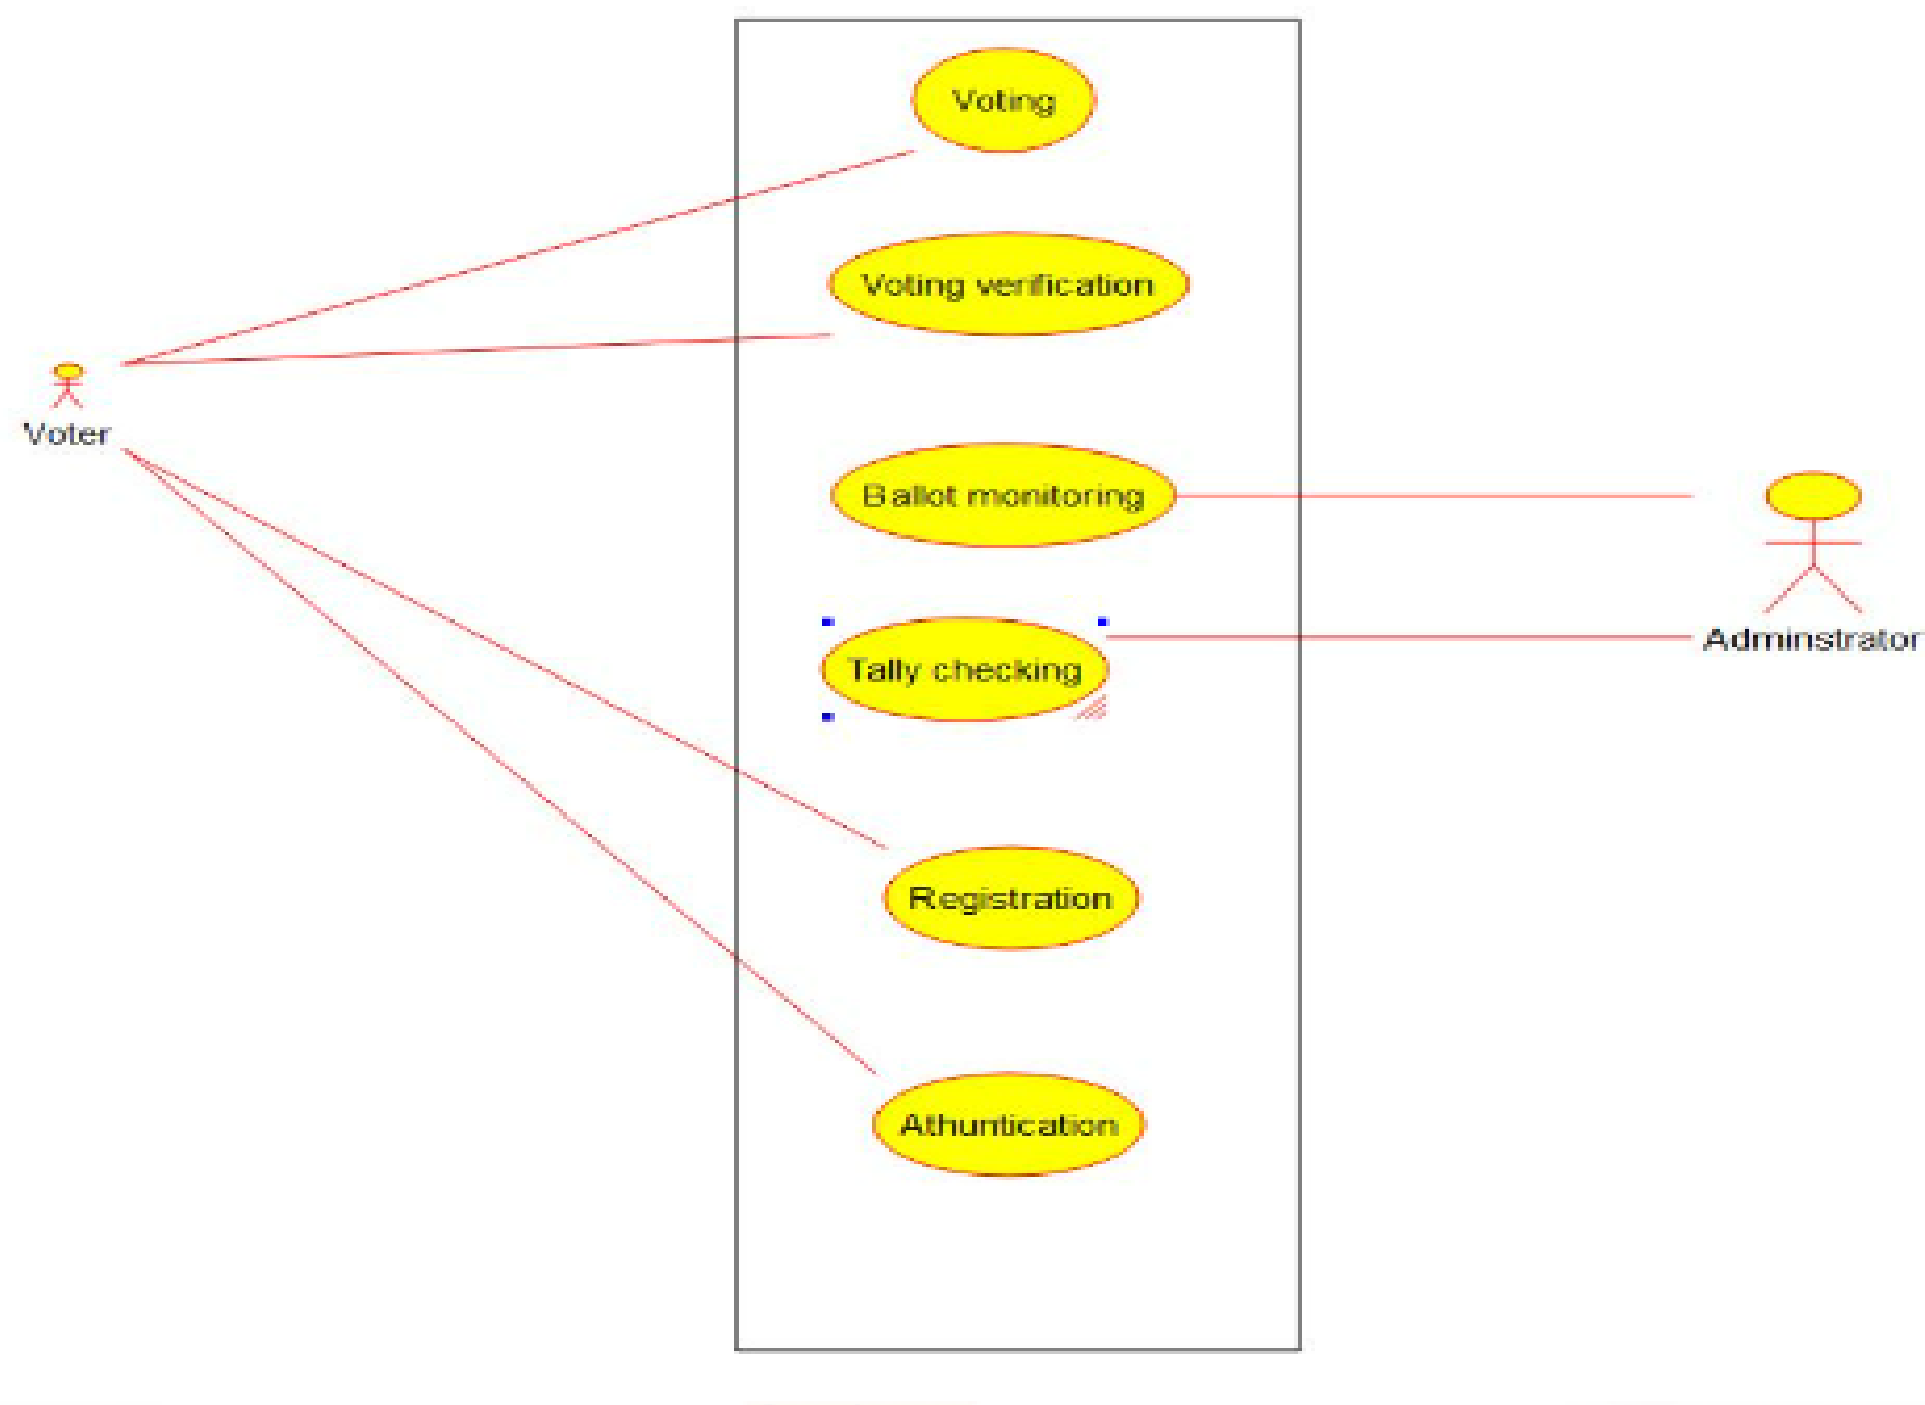 Voting
Voting verification
Voter
Ballot monitoring
Tally checking
Adminstrator
Registration
Athuntication